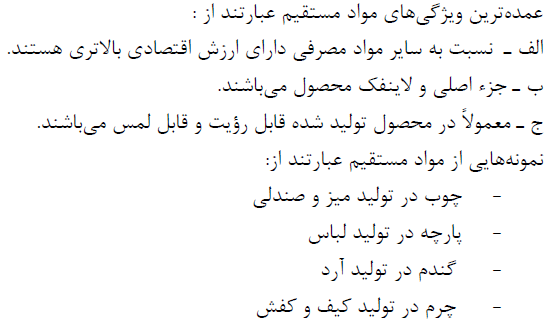 عمده‌ترین ویژگی‌های مواد مستقیم عبارتند از :
الف ـ نسبت به سایر مواد مصرفی دارای ارزش اقتصادی بالاتری هستند.
ب ـ جزء اصلی و لاینفک محصول می‌باشند.
ج ـ معمولاً در محصول تولید شده قابل رؤیت و قابل لمس می‌باشند.
نمونه‌هایی از مواد مستقیم عبارتند از:
- چوب در تولید میز و صندلی
- پارچه در تولید لباس
- گندم در تولید آرد
- چرم در تولید کیف و کفش